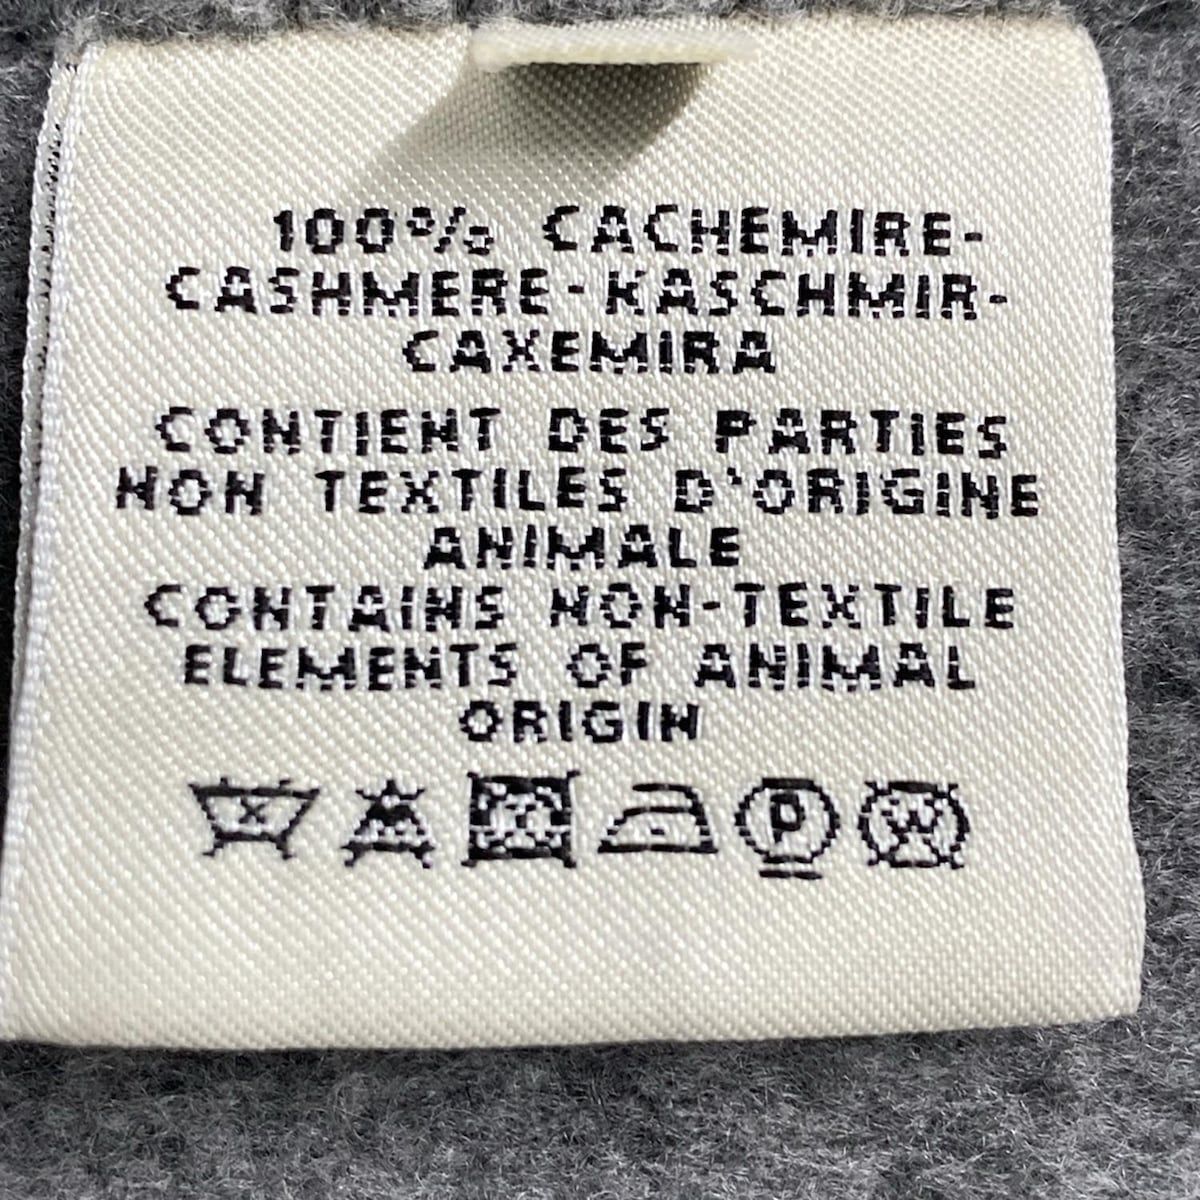 100% CACHEMIRE-
CASHMERE-KASCHMIR-
CAXEMIRA
CONTIENT DES PARTIES
NON TEXTILES D'ORIGINE
ANIMALE
CONTAINS NON-TEXTILE
ELEMENTS OF ANIMAL
ORIGIN
P W